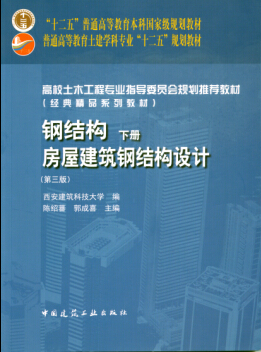 “十二五”普通高等教育本科国家级规划教材
普通高等教育土建学科专业“十二五”规划教材
高校土木工程专业指导委员会规划推荐教材
(经典精品系列教材)
钢结构 下册
房屋建筑钢结构设计
(第三版)
西安建筑科技大学 编
陈绍蕃 郭成喜 主编
中国建筑工业出版社